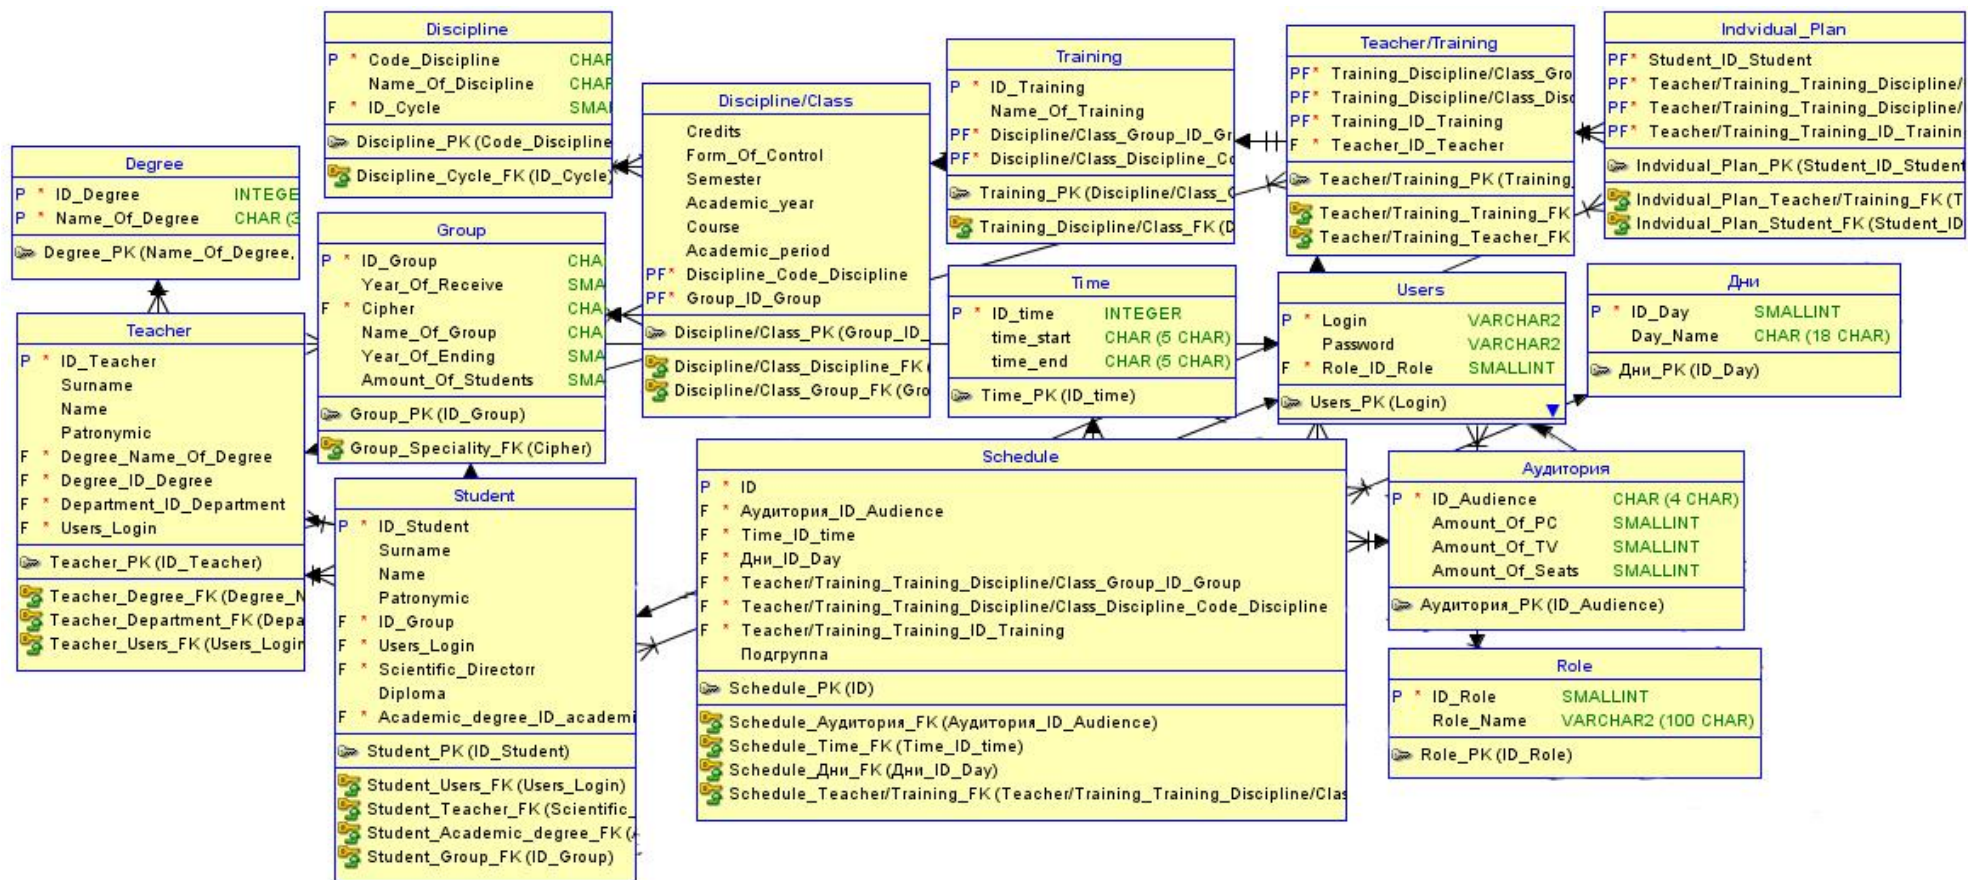 Discipline
P * Code_Discipline CHAR
Name_Of_Discipline CHAR
F * ID_Cycle SMA
Discipline_PK (Code_Discipline
Discipline_Cycle_FK (ID_Cycle)
Degree
P * ID_Degree INTEGE
P * Name_Of_Degree CHAR (3
Degree_PK (Name_Of_Degree,
Group
P * ID_Group CHA
Year_Of_Receive SMA
F * Cipher CHA
Name_Of_Group CHA
Year_Of_Ending SMA
Amount_Of_Students SMA
Group_PK (ID_Group)
Group_Speciality_FK (Cipher)
Teacher
P * ID_Teacher
Surname
Name
Patronymic
F * Degree_Name_Of_Degree
F * Degree_ID_Degree
F * Department_ID_Department
F * Users_Login
Teacher_PK (ID_Teacher)
Teacher_Degree_FK (Degree_N
Teacher_Department_FK (Depa
Teacher_Users_FK (Users_Login
Student
P * ID_Student
Surname
Name
Patronymic
F * ID_Group
F * Users_Login
F * Scientific_Directorr
Diploma
F * Academic_degree_ID_academi
Student_PK (ID_Student)
Student_Users_FK (Users_Login)
Student_Teacher_FK (Scientific_
Student_Academic_degree_FK (
Student_Group_FK (ID_Group)
Discipline/Class
Credits
Form_Of_Control
Semester
Academic_year
Course
Academic_period
PF* Discipline_Code_Discipline
PF* Group_ID_Group
Discipline/Class_PK (Group_ID_
Discipline/Class_Discipline_FK (
Discipline/Class_Group_FK (Gro
Training
P * ID_Training
Name_Of_Training
PF* Discipline/Class_Group_ID_Gr
PF* Discipline/Class_Discipline_Co
Training_PK (Discipline/Class_G
Training_Discipline/Class_FK (D
Teacher/Training
PF* Training_Discipline/Class_Gro
PF* Training_Discipline/Class_Disc
PF* Training_ID_Training
F * Teacher_ID_Teacher
Teacher/Training_PK (Training_
Teacher/Training_Training_FK
Teacher/Training_Teacher_FK
Indvidual_Plan
PF* Student_ID_Student
PF* Teacher/Training_Training_Discipline/
PF* Teacher/Training_Training_Discipline/
PF* Teacher/Training_Training_ID_Trainin
Indvidual_Plan_PK (Student_ID_Student
Indvidual_Plan_Teacher/Training_FK (T
Indvidual_Plan_Student_FK (Student_ID
Time
P * ID_time INTEGER
time_start CHAR (5 CHAR)
time_end CHAR (5 CHAR)
Time_PK (ID_time)
Users
P * Login VARCHAR2
Password VARCHAR2
F * Role_ID_Role SMALLINT
Users_PK (Login)
Дни
P * ID_Day SMALLINT
Day_Name CHAR (18 CHAR)
Дни_PK (ID_Day)
Schedule
P * ID
F * Аудитория_ID_Audience
F * Time_ID_time
F * Дни_ID_Day
F * Teacher/Training_Training_Discipline/Class_Group_ID_Group
F * Teacher/Training_Training_Discipline/Class_Discipline_Code_Discipline
F * Teacher/Training_Training_ID_Training
Подгруппа
Schedule_PK (ID)
Schedule_Аудитория_FK (Аудитория_ID_Audience)
Schedule_Time_FK (Time_ID_time)
Schedule_Дни_FK (Дни_ID_Day)
Schedule_Teacher/Training_FK (Teacher/Training_Training_Discipline/Clas
Аудитория
P * ID_Audience CHAR (4 CHAR)
Amount_Of_PC SMALLINT
Amount_Of_TV SMALLINT
Amount_Of_Seats SMALLINT
Аудитория_PK (ID_Audience)
Role
P * ID_Role SMALLINT
Role_Name VARCHAR2 (100 CHAR)
Role_PK (ID_Role)